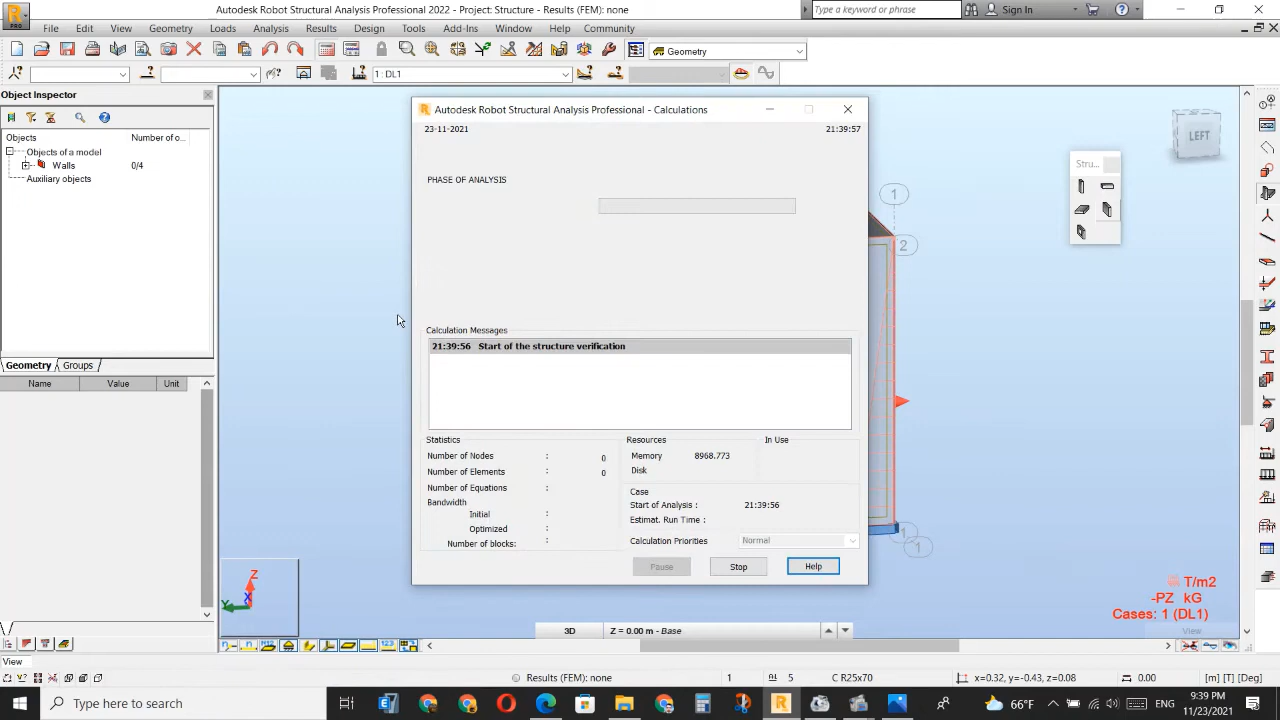 Autodesk Robot Structural Analysis Professional 2022 - Project: Structure - Results (FEM): none
Type a keyword or phrase
Sign In
PRO
File Edit View Geometry Loads Analysis Results Design Tools Add-Ins Window Help Community
Geometry
1: DL1
Object Inspector
Objects Number of o...
Objects of a model
Walls 0/4
Auxiliary objects
Geometry Groups
Name Value Unit
Autodesk Robot Structural Analysis Professional - Calculations
23-11-2021 21:39:57
PHASE OF ANALYSIS
Calculation Messages
21:39:56 Start of the structure verification
Statistics
Number of Nodes : 0
Number of Elements : 0
Number of Equations :
Bandwidth
Initial :
Optimized :
Number of blocks: :
Resources In Use
Memory 8968.773
Disk
Case
Start of Analysis : 21:39:56
Estimat. Run Time :
Calculation Priorities Normal
Pause Stop Help
LEFT
Stru...
1
2
1
1
Z
Y
X
T/m2
-PZ kG
Cases: 1 (DL1)
3D Z = 0.00 m - Base
View
View
Results (FEM): none 1 5 C R25x70 x=0.32, y=-0.43, z=0.08 0.00 [m] [T] [Deg]
Type here to search
66°F
ENG
9:39 PM
11/23/2021